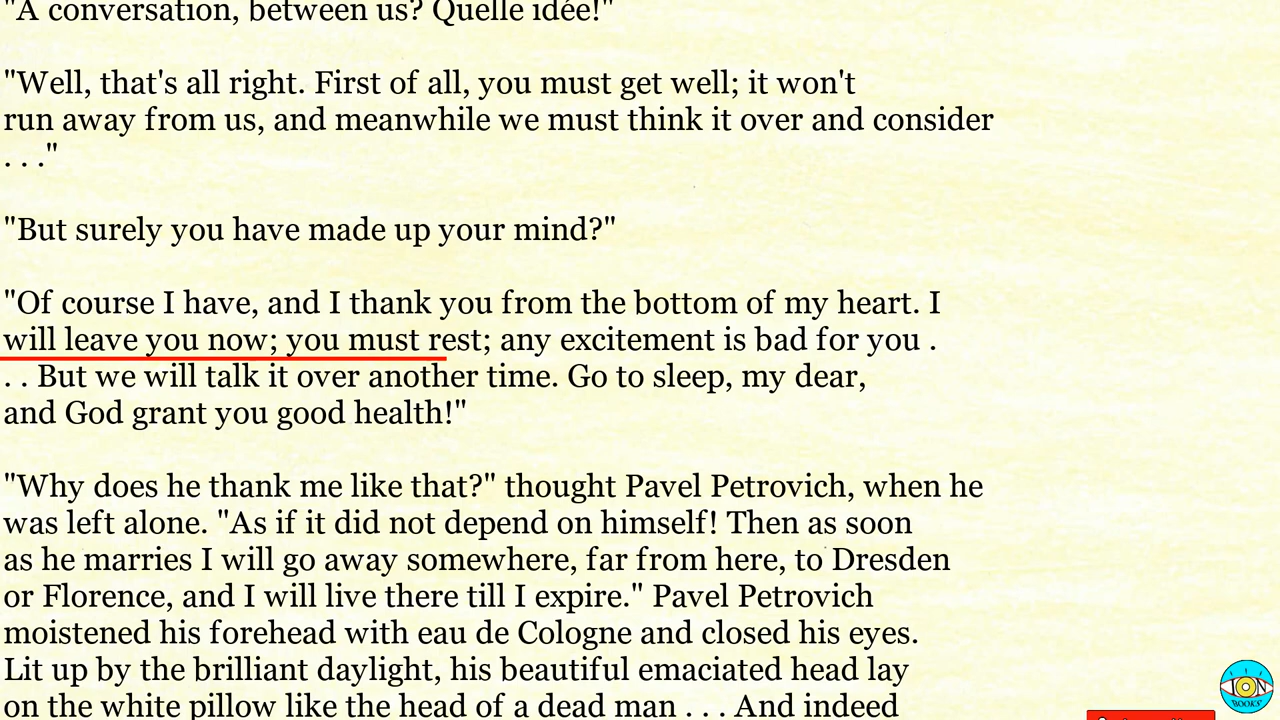 "A conversation, between us? Quelle idée!"
"Well, that's all right. First of all, you must get well; it won't
run away from us, and meanwhile we must think it over and consider
. . ."
"But surely you have made up your mind?"
"Of course I have, and I thank you from the bottom of my heart. I
will leave you now; you must rest; any excitement is bad for you .
. . But we will talk it over another time. Go to sleep, my dear,
and God grant you good health!"
"Why does he thank me like that?" thought Pavel Petrovich, when he
was left alone. "As if it did not depend on himself! Then as soon
as he marries I will go away somewhere, far from here, to Dresden
or Florence, and I will live there till I expire." Pavel Petrovich
moistened his forehead with eau de Cologne and closed his eyes.
Lit up by the brilliant daylight, his beautiful emaciated head lay
on the white pillow like the head of a dead man . . . And indeed
ION
BOOKS